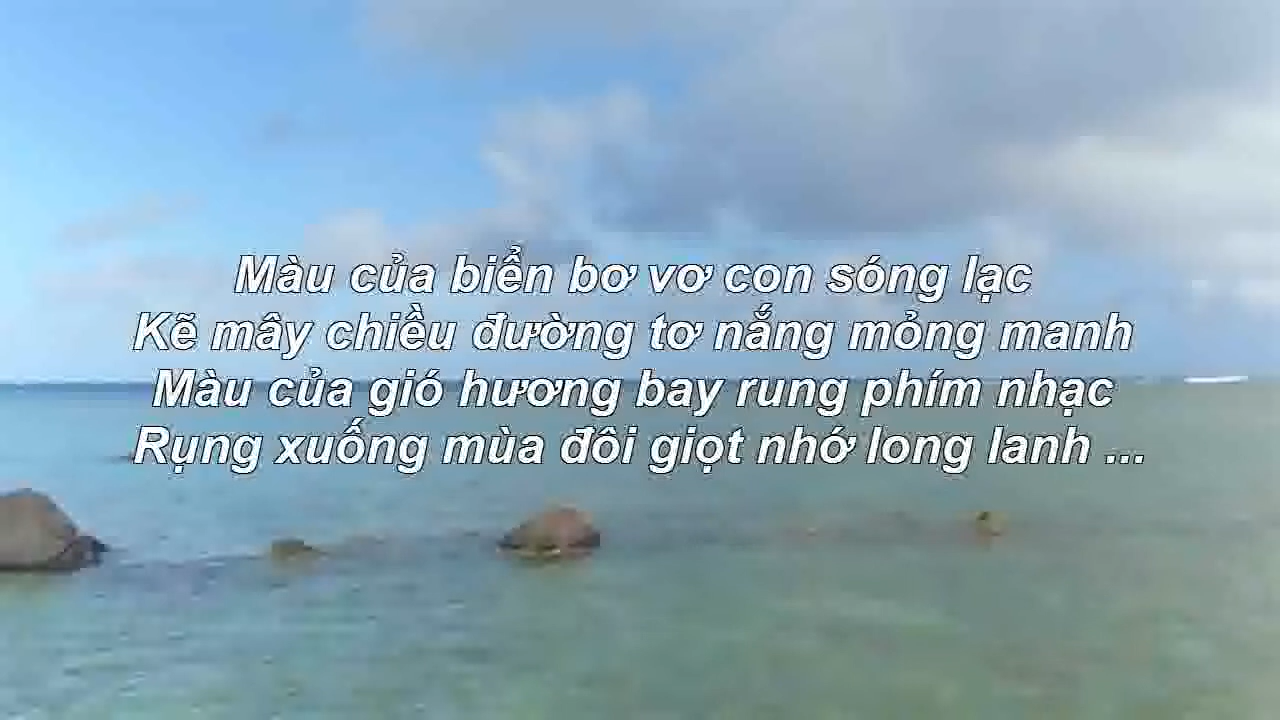 Màu của biển bơ vơ con sóng lạc
Kẽ mây chiều đường tơ nắng mỏng manh
Màu của gió hương bay rung phím nhạc
Rụng xuống mùa đôi giọt nhớ long lanh ...